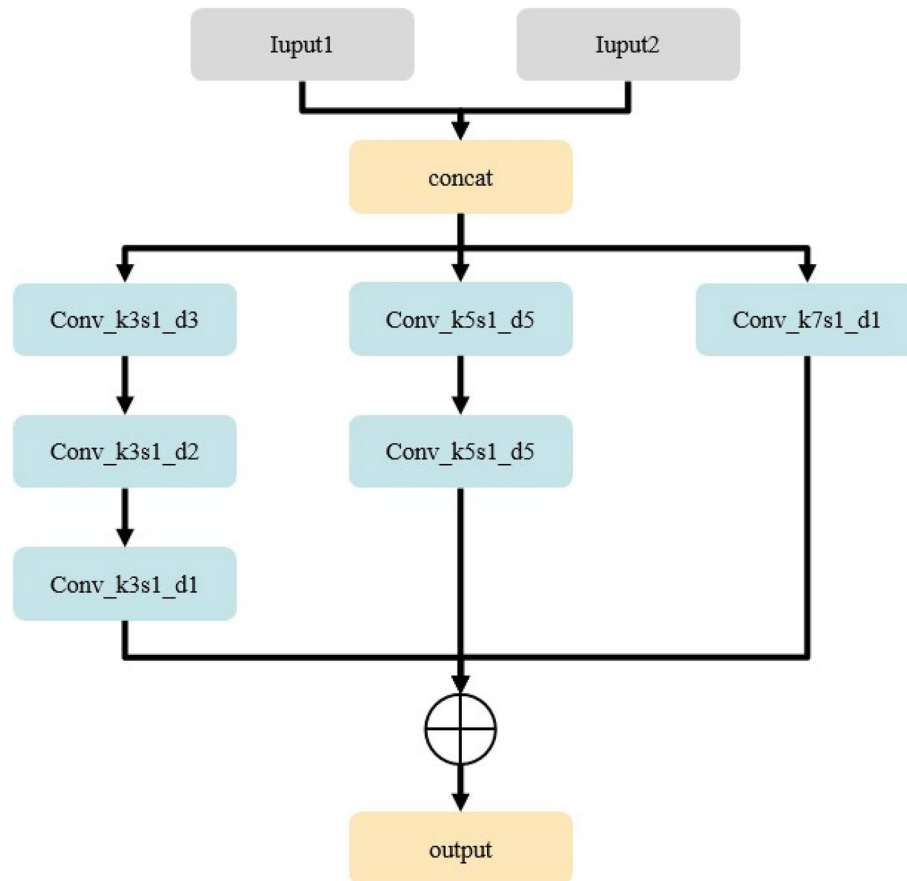 Iuput1
Iuput2
concat
Conv_k3s1_d3
Conv_k5s1_d5
Conv_k7s1_d1
Conv_k3s1_d2
Conv_k5s1_d5
Conv_k3s1_d1
output